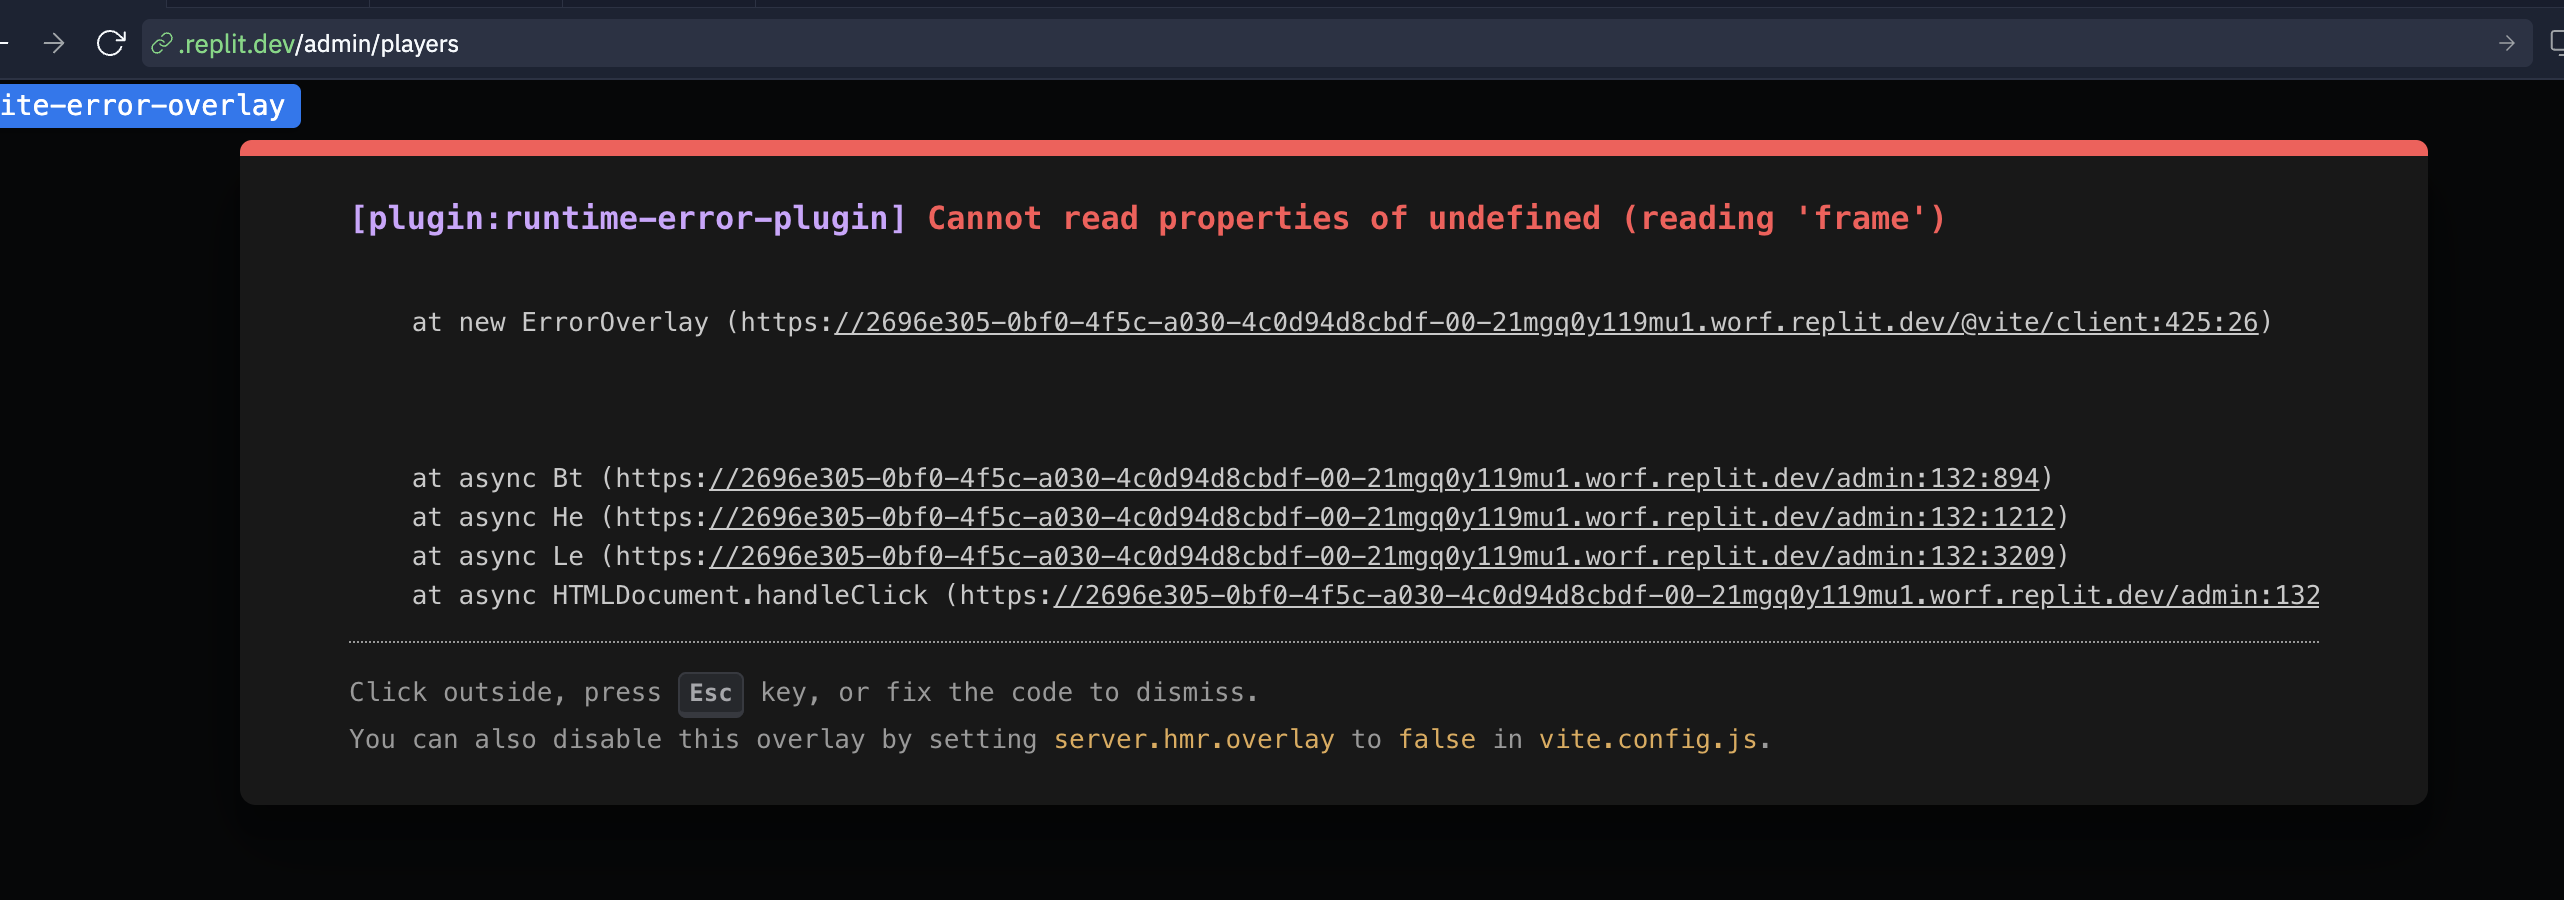 .replit.dev/admin/players
ite-error-overlay
[plugin:runtime-error-plugin] Cannot read properties of undefined (reading 'frame')
at new ErrorOverlay (https://2696e305-0bf0-4f5c-a030-4c0d94d8cbdf-00-21mgq0y119mu1.worf.replit.dev/@vite/client:425:26)
at async Bt (https://2696e305-0bf0-4f5c-a030-4c0d94d8cbdf-00-21mgq0y119mu1.worf.replit.dev/admin:132:894)
at async He (https://2696e305-0bf0-4f5c-a030-4c0d94d8cbdf-00-21mgq0y119mu1.worf.replit.dev/admin:132:1212)
at async Le (https://2696e305-0bf0-4f5c-a030-4c0d94d8cbdf-00-21mgq0y119mu1.worf.replit.dev/admin:132:3209)
at async HTMLDocument.handleClick (https://2696e305-0bf0-4f5c-a030-4c0d94d8cbdf-00-21mgq0y119mu1.worf.replit.dev/admin:132
Click outside, press Esc key, or fix the code to dismiss.
You can also disable this overlay by setting server.hmr.overlay to false in vite.config.js.